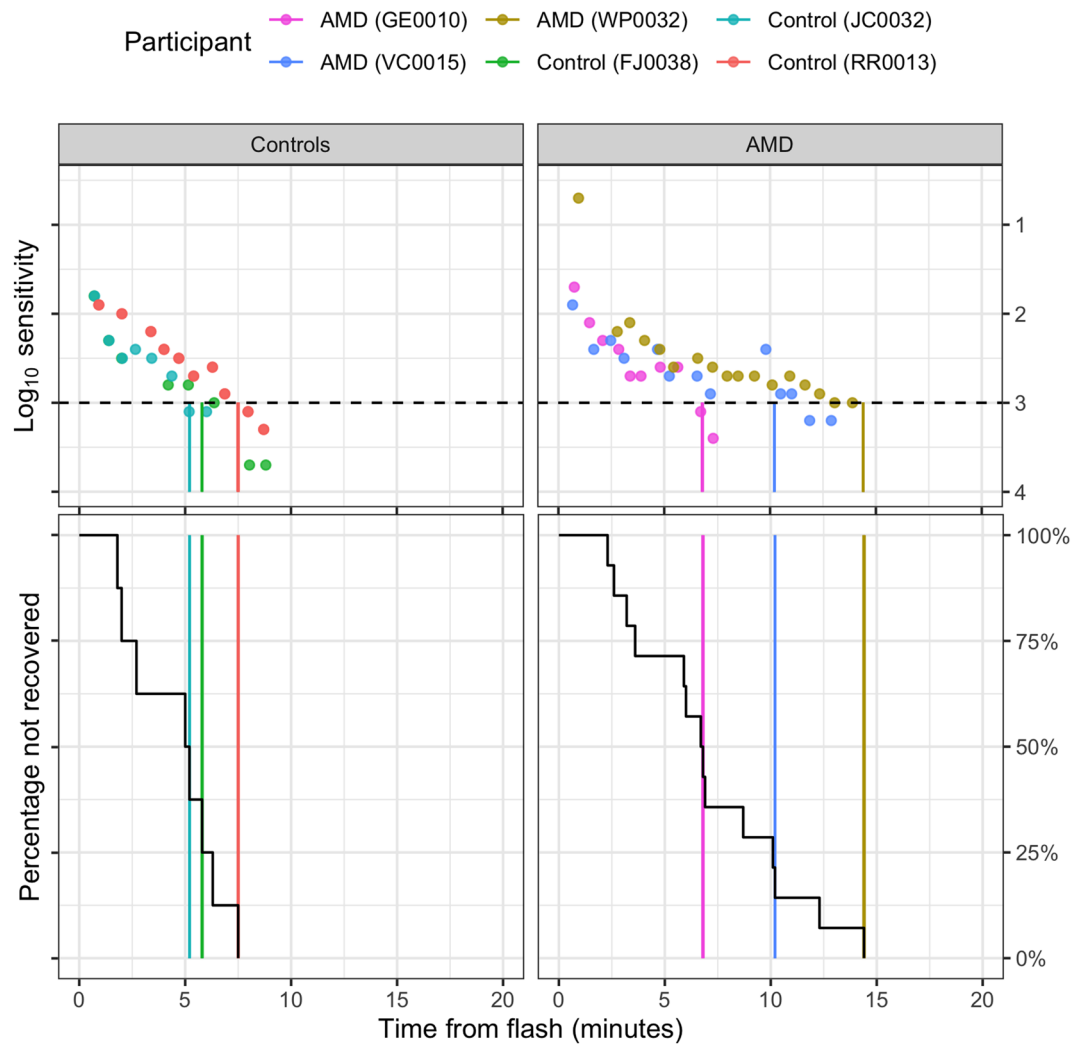 Participant
AMD (GE0010) AMD (WP0032) Control (JC0032)
AMD (VC0015) Control (FJ0038) Control (RR0013)
Controls AMD
Log₁₀ sensitivity
1
2
3
4
Percentage not recovered
100%
75%
50%
25%
0%
0 5 10 15 20 0 5 10 15 20
Time from flash (minutes)